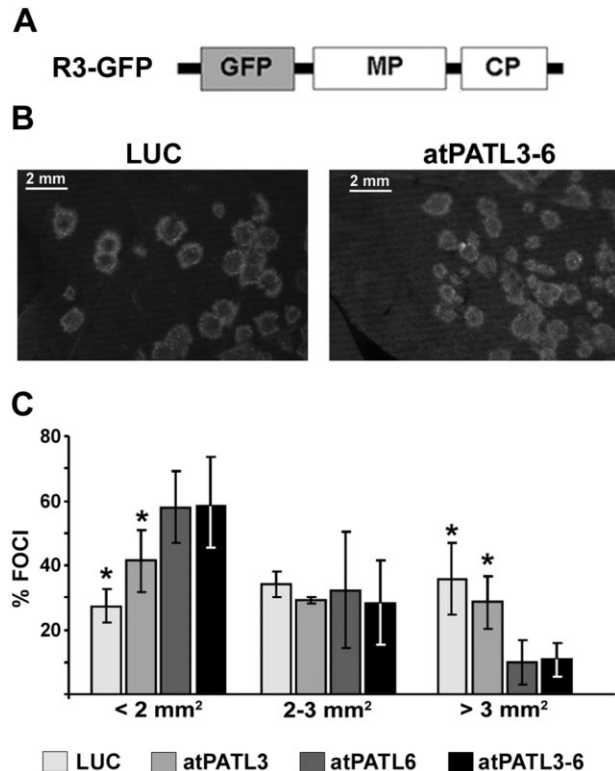 A
R3-GFP GFP MP CP
B
LUC atPATL3-6
2 mm 2 mm
C
80
60
40
20
% FOCI
* * * *
< 2 mm² 2-3 mm² > 3 mm²
LUC atPATL3 atPATL6 atPATL3-6